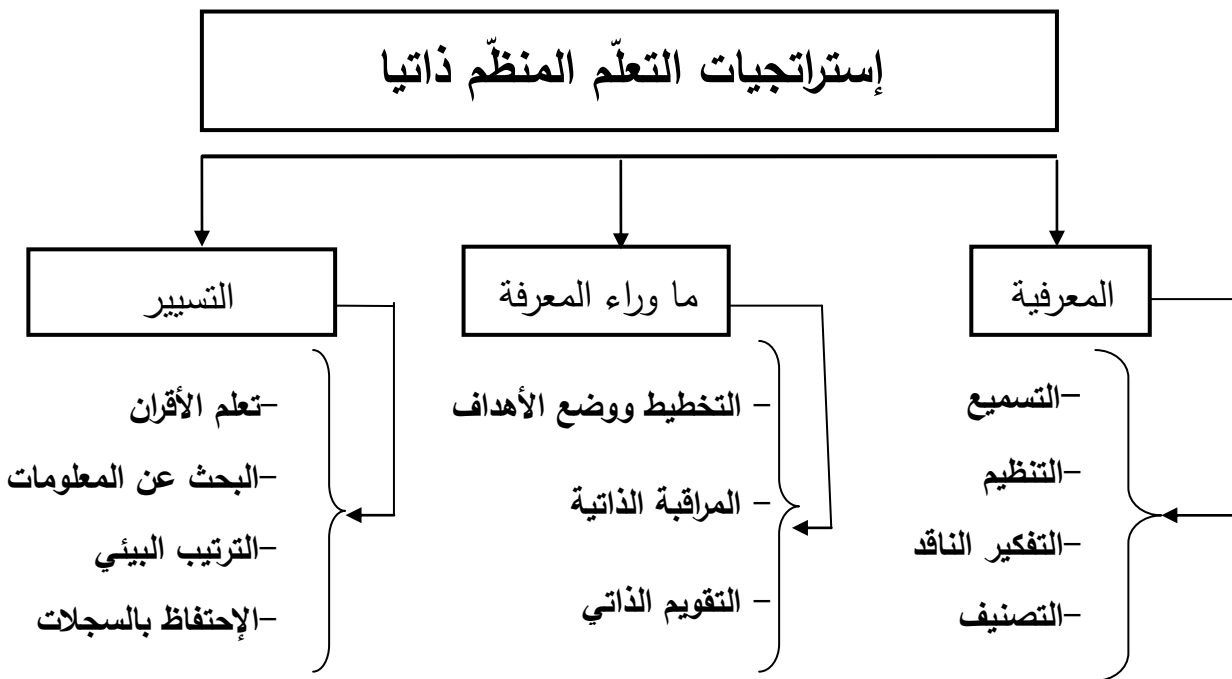 إستراتجيات التعلّم المنظّم ذاتيا
المعرفية
-التسميع
-التنظيم
-التفكير الناقد
-التصنيف
ما وراء المعرفة
- التخطيط ووضع الأهداف
- المراقبة الذاتية
- التقويم الذاتي
التسيير
-تعلم الأقران
-البحث عن المعلومات
-الترتيب البيئي
-الإحتفاظ بالسجلات